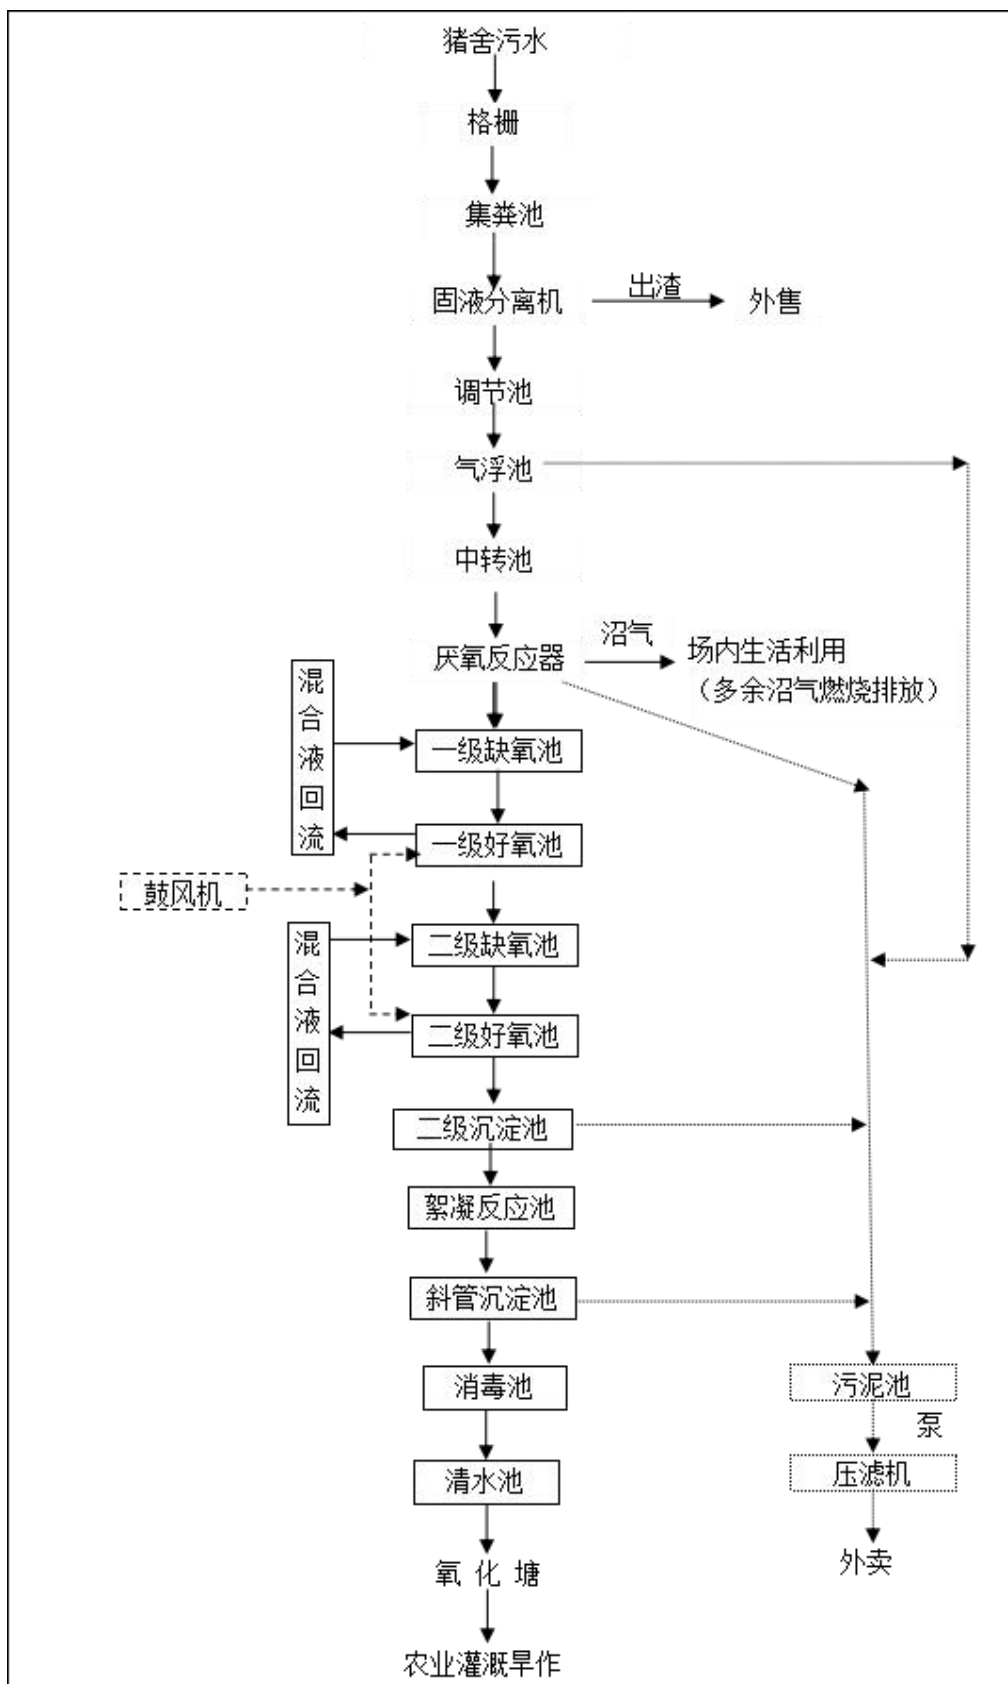 猪舍污水
格栅
集粪池
固液分离机
出渣
外售
调节池
气浮池
中转池
厌氧反应器
沼气
场内生活利用
（多余沼气燃烧排放）
混合液回流
一级缺氧池
一级好氧池
鼓风机
混合液回流
二级缺氧池
二级好氧池
二级沉淀池
絮凝反应池
斜管沉淀池
消毒池
污泥池
泵
清水池
压滤机
氧 化 塘
外卖
农业灌溉旱作